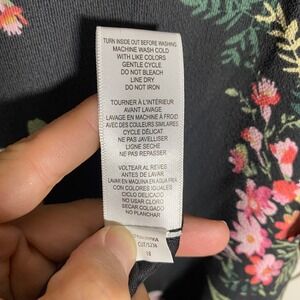 TURN INSIDE OUT BEFORE WASHING
MACHINE WASH COLD
WITH LIKE COLORS
GENTLE CYCLE
DO NOT BLEACH
LINE DRY
DO NOT IRON
TOURNER À L'INTÉRIEUR
AVANT LAVAGE
LAVAGE EN MACHINE À FROID
AVEC DES COULEURS SIMILAIRES
CYCLE DÉLICAT
NE PAS JAVELLISER
LIGNE SÈCHE
NE PAS REPASSER
VOLTEAR AL REVES
ANTES DE LAVAR
LAVAR EN MAQUINA EN AGUA FRIA
CON COLORES IGUALES
CICLO DELICADO
NO USAR CLORO
SECAR COLGADO
NO PLANCHAR
CUT/5236